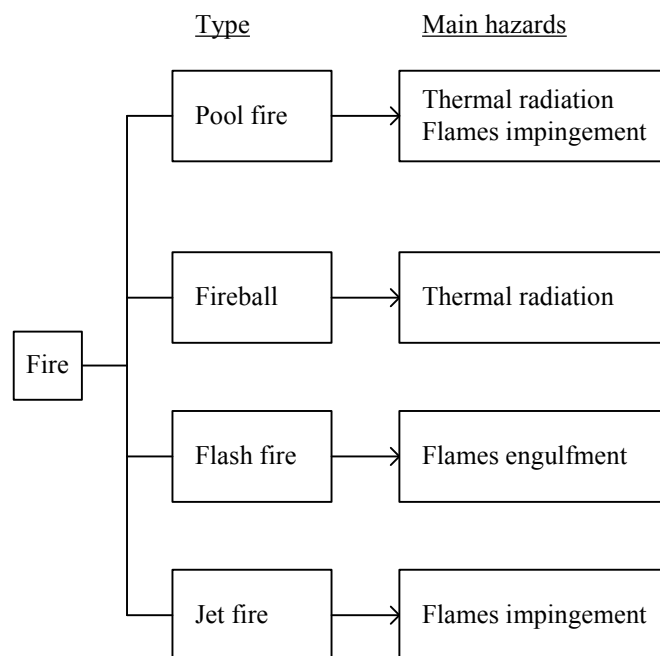 Type
Main hazards
Pool fire
Thermal radiation
Flames impingement
Fireball
Thermal radiation
Fire
Flash fire
Flames engulfment
Jet fire
Flames impingement